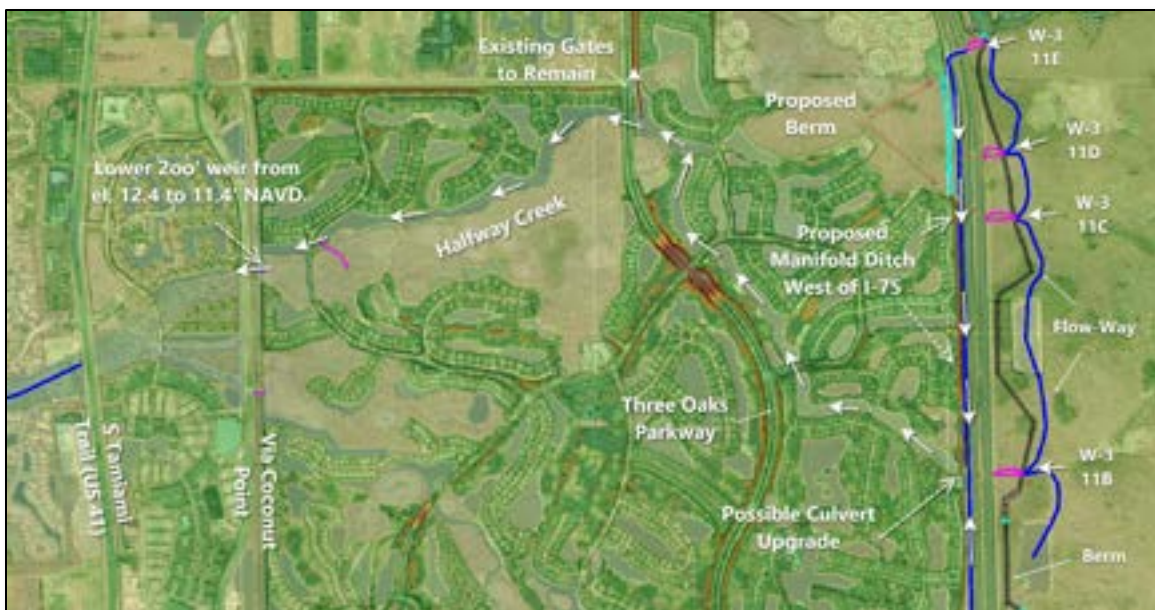 Existing Gates
to Remain
W-3
11E
Proposed
Berm
W-3
11D
Lower 2oo' weir from
el. 12.4 to 11.4' NAVD.
W-3
11C
Halfway Creek
Proposed
Manifold Ditch
West of I-75
Flow-Way
Three Oaks
Parkway
S Tamiami
Trail (US 41)
Via Coconut
Point
W-3
11B
Possible Culvert
Upgrade
Berm